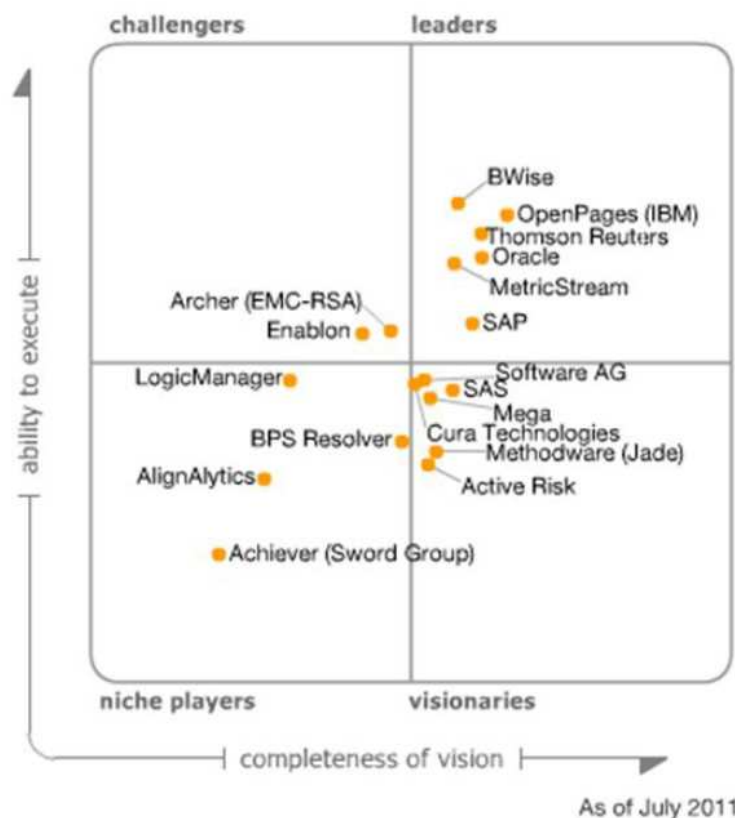 challengers
leaders
BWise
OpenPages (IBM)
Thomson Reuters
Oracle
MetricStream
Archer (EMC-RSA)
Enablon
SAP
LogicManager
Software AG
SAS
Mega
Cura Technologies
BPS Resolver
Methodware (Jade)
AlignAlytics
Active Risk
Achiever (Sword Group)
ability to execute
niche players
visionaries
completeness of vision
As of July 2011